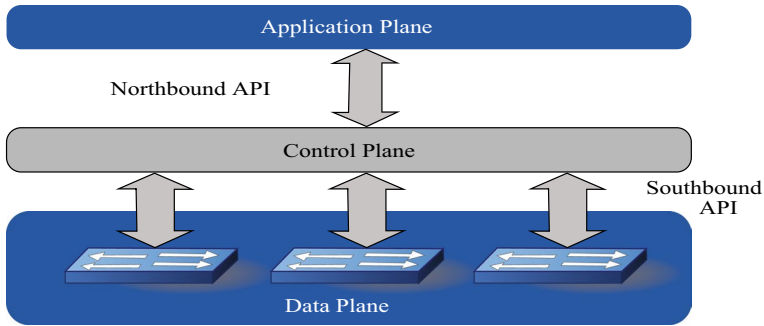 Application Plane
Northbound API
Control Plane
Southbound
API
Data Plane